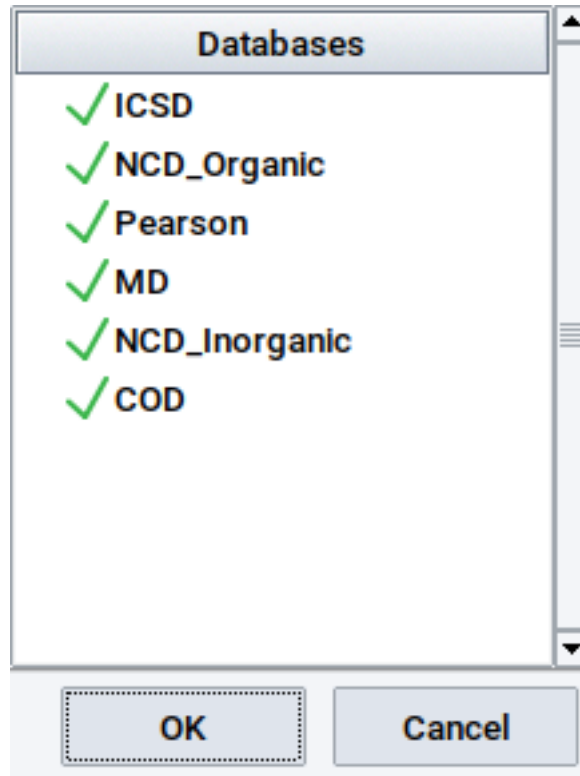 Databases
ICSD
NCD_Organic
Pearson
MD
NCD_Inorganic
COD
OK
Cancel